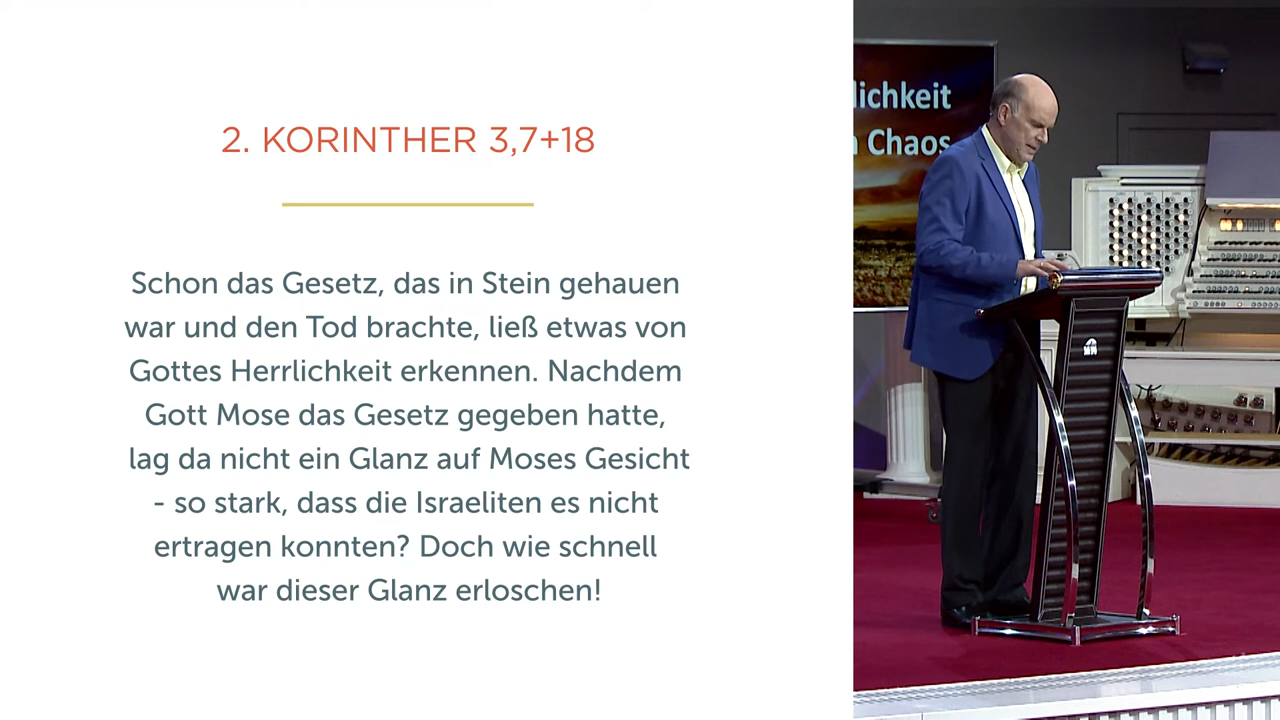 2. KORINTHER 3,7+18
Schon das Gesetz, das in Stein gehauen
war und den Tod brachte, ließ etwas von
Gottes Herrlichkeit erkennen. Nachdem
Gott Mose das Gesetz gegeben hatte,
lag da nicht ein Glanz auf Moses Gesicht
- so stark, dass die Israeliten es nicht
ertragen konnten? Doch wie schnell
war dieser Glanz erloschen!
lichkeit
Chaos